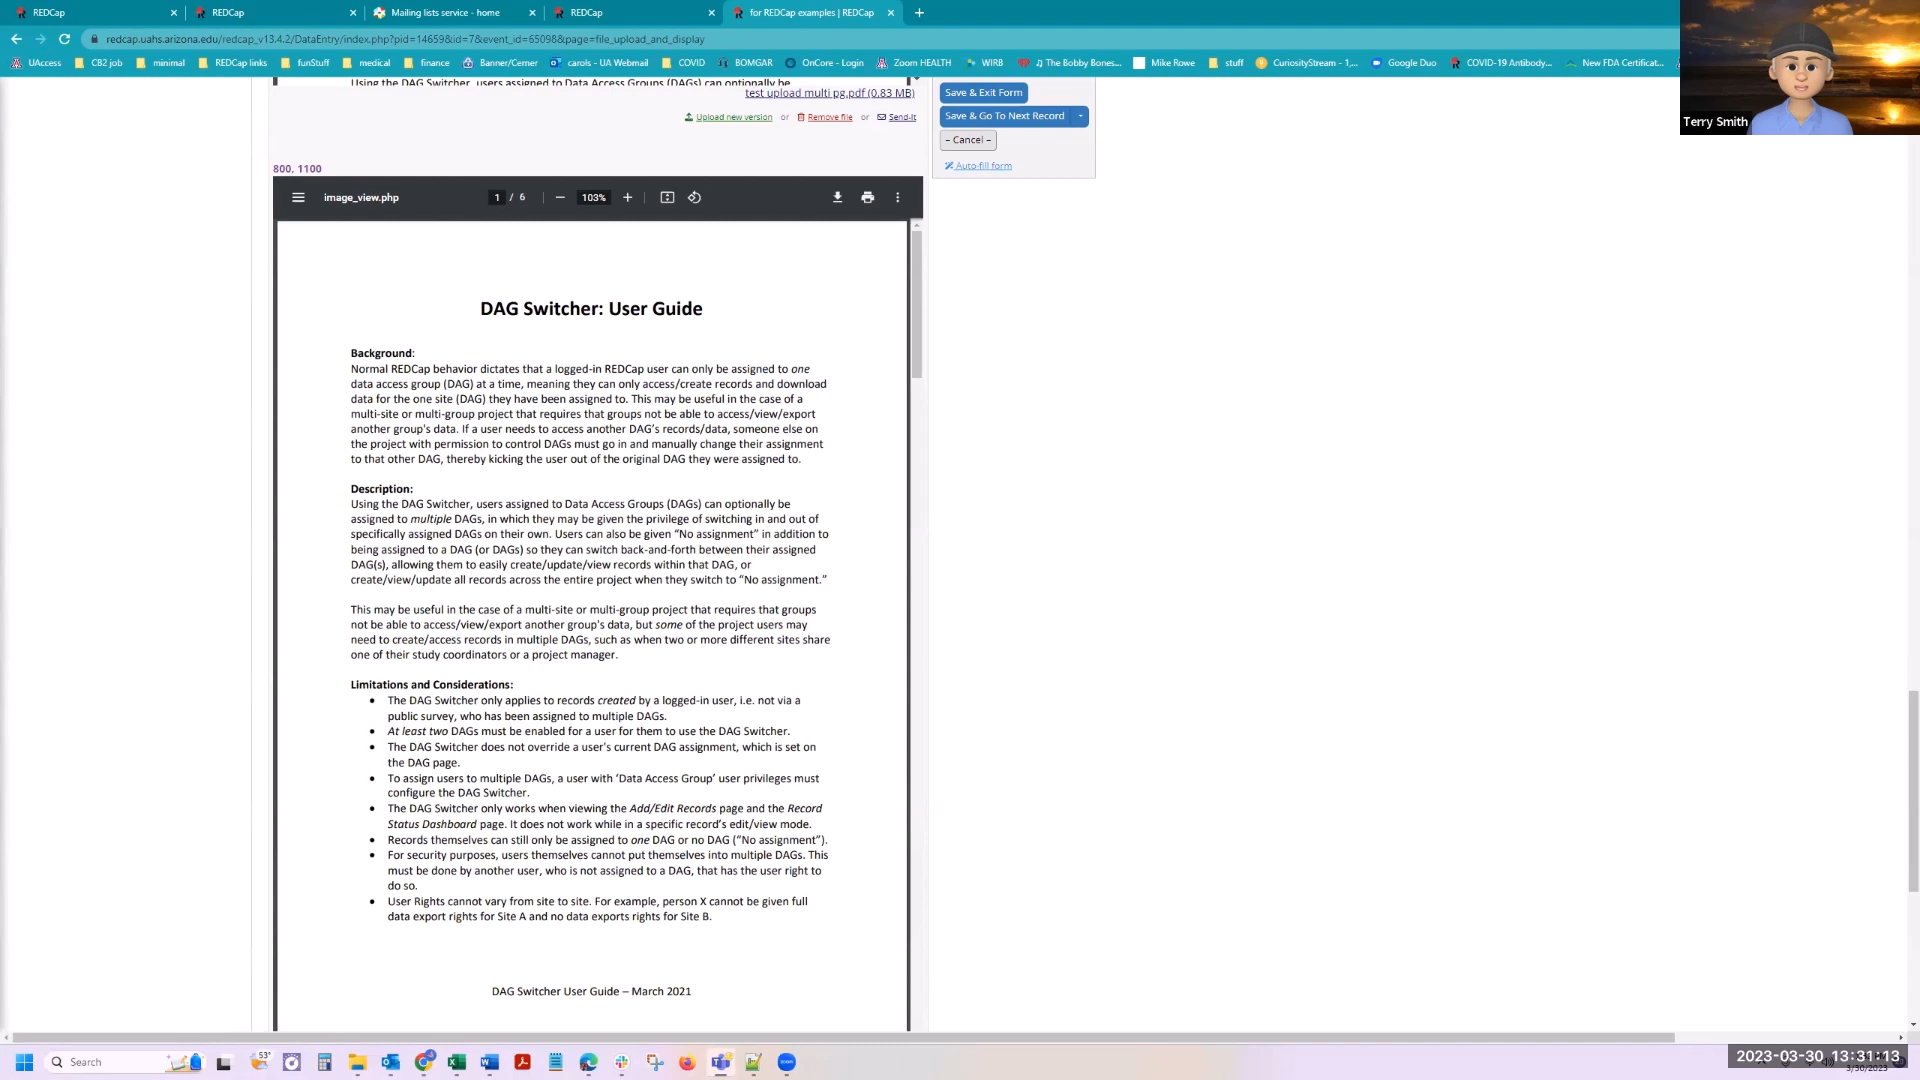 REDCap
REDCap
Mailing lists service - home
REDCap
for REDCap examples | REDCap
redcap.uahs.arizona.edu/redcap_v13.4.2/DataEntry/index.php?pid=14659&id=7&event_id=65098&page=file_upload_and_display
UAccess CB2 job minimal REDCap links funStuff medical finance Banner/Cerner carols - UA Webmail COVID BOMGAR OnCore - Login Zoom HEALTH WIRB ♫ The Bobby Bones... Mike Rowe stuff CuriosityStream - 1,... Google Duo COVID-19 Antibody... New FDA Certificat...
Terry Smith
Using the DAG Switcher, users assigned to Data Access Groups (DAGs) can optionally be
test upload multi pg.pdf (0.83 MB)
Upload new version or Remove file or Send-It
Save & Exit Form
Save & Go To Next Record
-- Cancel --
Auto-fill form
800, 1100
image_view.php 1 / 6 103%
DAG Switcher: User Guide
Background:
Normal REDCap behavior dictates that a logged-in REDCap user can only be assigned to one
data access group (DAG) at a time, meaning they can only access/create records and download
data for the one site (DAG) they have been assigned to. This may be useful in the case of a
multi-site or multi-group project that requires that groups not be able to access/view/export
another group's data. If a user needs to access another DAG's records/data, someone else on
the project with permission to control DAGs must go in and manually change their assignment
to that other DAG, thereby kicking the user out of the original DAG they were assigned to.
Description:
Using the DAG Switcher, users assigned to Data Access Groups (DAGs) can optionally be
assigned to multiple DAGs, in which they may be given the privilege of switching in and out of
specifically assigned DAGs on their own. Users can also be given “No assignment” in addition to
being assigned to a DAG (or DAGs) so they can switch back-and-forth between their assigned
DAG(s), allowing them to easily create/update/view records within that DAG, or
create/view/update all records across the entire project when they switch to “No assignment.”
This may be useful in the case of a multi-site or multi-group project that requires that groups
not be able to access/view/export another group's data, but some of the project users may
need to create/access records in multiple DAGs, such as when two or more different sites share
one of their study coordinators or a project manager.
Limitations and Considerations:
• The DAG Switcher only applies to records created by a logged-in user, i.e. not via a
public survey, who has been assigned to multiple DAGs.
• At least two DAGs must be enabled for a user for them to use the DAG Switcher.
• The DAG Switcher does not override a user's current DAG assignment, which is set on
the DAG page.
• To assign users to multiple DAGs, a user with ‘Data Access Group’ user privileges must
configure the DAG Switcher.
• The DAG Switcher only works when viewing the Add/Edit Records page and the Record
Status Dashboard page. It does not work while in a specific record’s edit/view mode.
• Records themselves can still only be assigned to one DAG or no DAG (“No assignment”).
• For security purposes, users themselves cannot put themselves into multiple DAGs. This
must be done by another user, who is not assigned to a DAG, that has the user right to
do so.
• User Rights cannot vary from site to site. For example, person X cannot be given full
data export rights for Site A and no data exports rights for Site B.
DAG Switcher User Guide – March 2021
Search
53°
zoom
2023-03-30 13:31:13
3/30/2023